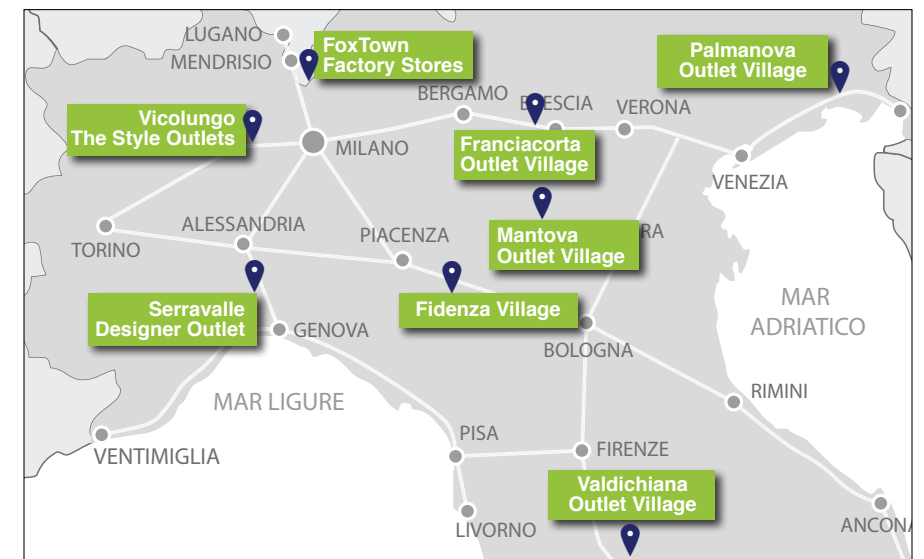 LUGANO
MENDRISIO
FoxTown
Factory Stores
Palmanova
Outlet Village
BERGAMO
VERONA
Vicolungo
The Style Outlets
MILANO
Franciacorta
Outlet Village
VENEZIA
TORINO
ALESSANDRIA
PIACENZA
Mantova
Outlet Village
RA
Serravalle
Designer Outlet
GENOVA
Fidenza Village
MAR
ADRIATICO
BOLOGNA
MAR LIGURE
RIMINI
PISA
FIRENZE
VENTIMIGLIA
Valdichiana
Outlet Village
LIVORNO
ANCONA